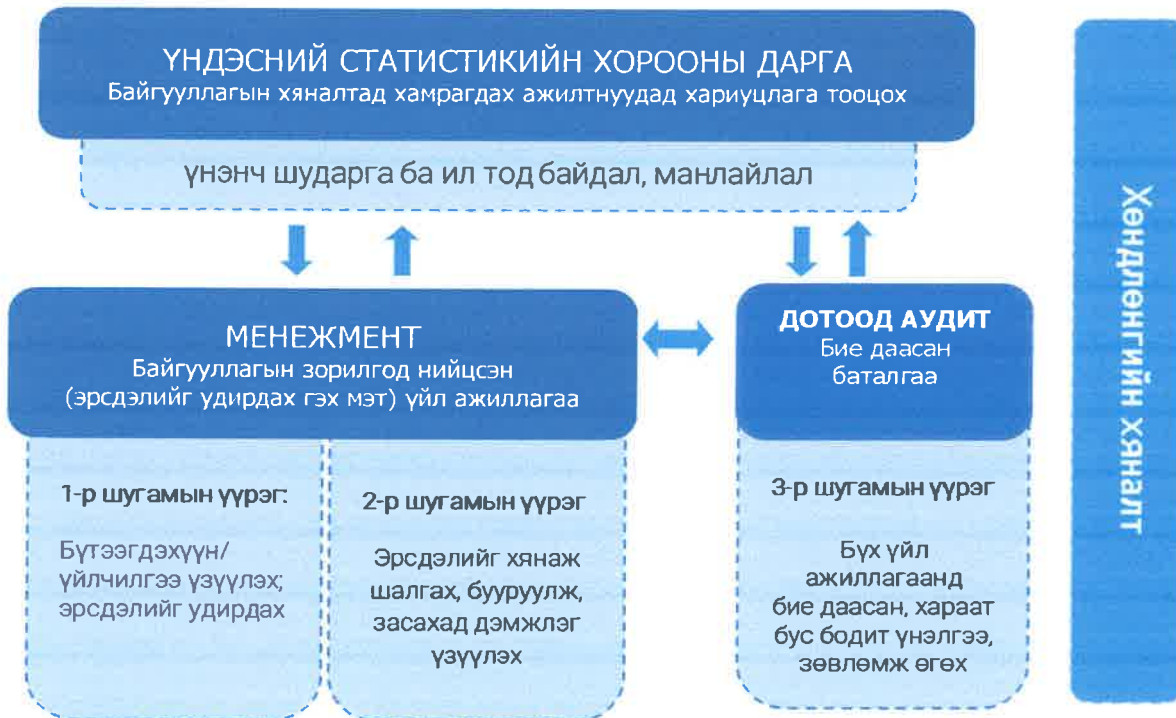 ҮНДЭСНИЙ СТАТИСТИКИЙН ХОРООНЫ ДАРГА
Байгууллагын хяналтад хамрагдах ажилтнуудад хариуцлага тооцох
үнэнч шударга ба ил тод байдал, манлайлал
МЕНЕЖМЕНТ
Байгууллагын зорилгод нийцсэн
(эрсдэлийг удирдах гэх мэт) үйл ажиллагаа
1-р шугамын үүрэг:
Бүтээгдэхүүн/
үйлчилгээ үзүүлэх;
эрсдэлийг удирдах
2-р шугамын үүрэг
Эрсдэлийг хянаж
шалгах, бууруулж,
засахад дэмжлэг
үзүүлэх
ДОТООД АУДИТ
Бие даасан
баталгаа
3-р шугамын үүрэг
Бүх үйл
ажиллагаанд
бие даасан, хараат
бус бодит үнэлгээ,
зөвлөмж өгөх
Хөндлөнгийн хяналт